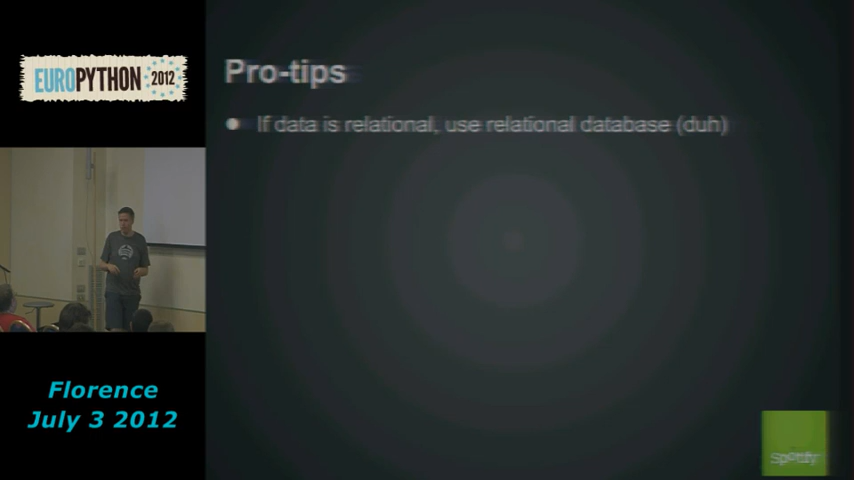 EUROPYTHON 2012
Pro-tips
If data is relational, use relational database (duh)
Florence
July 3 2012
Spotify